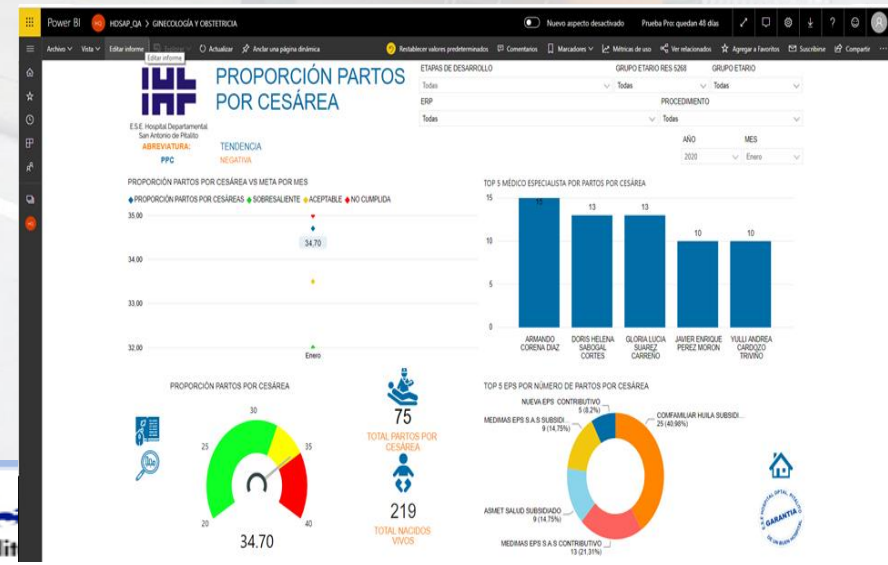 Power BI HQ HDSAP_QA > GINECOLOGÍA Y OBSTETRICIA Nuevo aspecto desactivado Prueba Pro: quedan 48 días
Archivo Vista Editar informe Actualizar Anclar una página dinámica Restablecer valores predeterminados Comentarios Marcadores Métricas de uso Ver relacionados Agregar a Favoritos Suscribirse Compartir ...
Editar informe
PROPORCIÓN PARTOS
POR CESÁREA
E.S.E. Hospital Departamental
San Antonio de Pitalito
ABREVIATURA: TENDENCIA
PPC NEGATIVA
ETAPAS DE DESARROLLO GRUPO ETARIO RES 5268 GRUPO ETARIO
Todas Todas Todas
ERP PROCEDIMIENTO
Todas Todas
AÑO MES
2020 Enero
PROPORCIÓN PARTOS POR CESÁREA VS META POR MES
PROPORCIÓN PARTOS POR CESÁREAS SOBRESALIENTE ACEPTABLE NO CUMPLIDA
35.00
34.70
34.00
33.00
32.00
Enero
TOP 5 MÉDICO ESPECIALISTA POR PARTOS POR CESÁREA
15
10
5
0
15 13 13 10 10
ARMANDO CORENA DIAZ
DORIS HELENA SABOGAL CORTES
GLORIA LUCIA SUAREZ CARREÑO
JAVIER ENRIQUE PEREZ MORON
YULLI ANDREA CARDOZO TRIVIÑO
PROPORCIÓN PARTOS POR CESÁREA
20 25 30 35 40
34.70
75
TOTAL PARTOS POR
CESÁREA
219
TOTAL NACIDOS
VIVOS
TOP 5 EPS POR NÚMERO DE PARTOS POR CESÁREA
NUEVA EPS CONTRIBUTIVO
5 (8.2%)
MEDIMAS EPS S.A.S SUBSIDI...
9 (14,75%)
COMFAMILIAR HUILA SUBSIDI...
25 (40.98%)
ASMET SALUD SUBSIDIADO
9 (14,75%)
MEDIMAS EPS S.A.S CONTRIBUTIVO
13 (21,31%)
GARANTIA